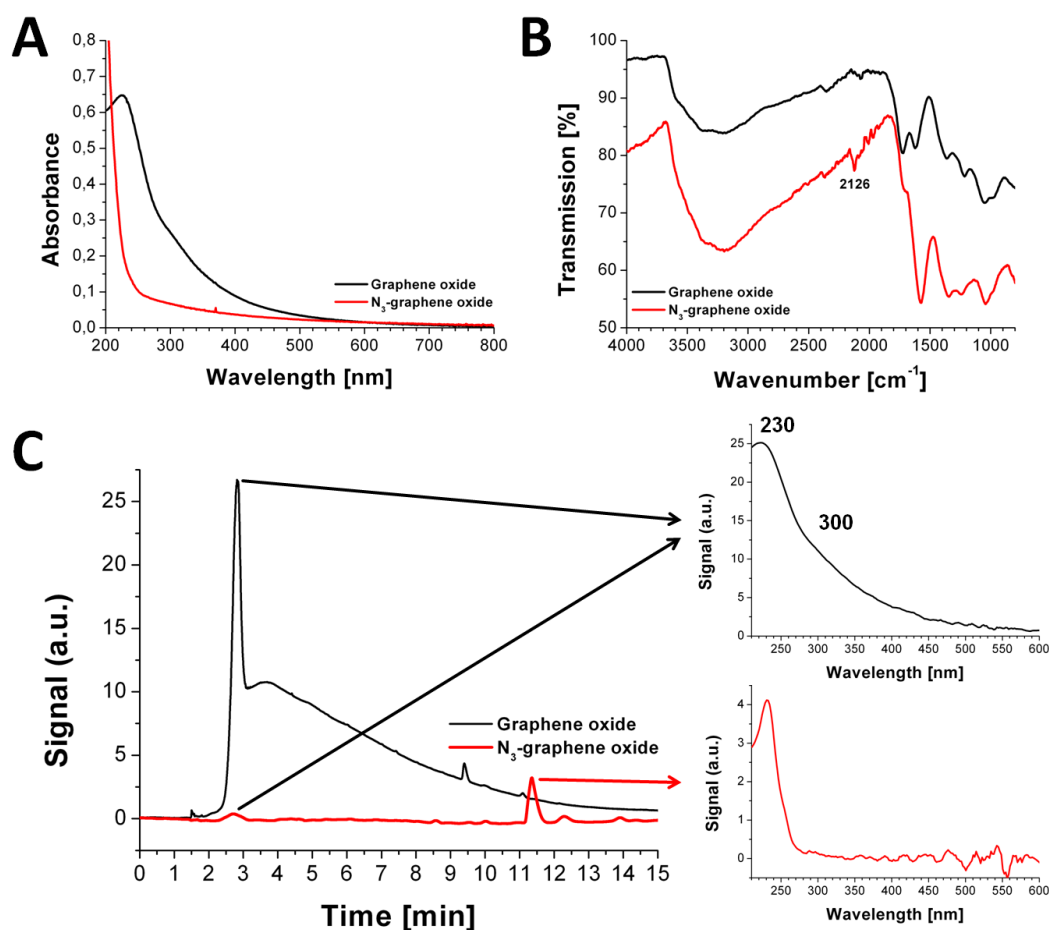 A
Absorbance
0,8
0,7
0,6
0,5
0,4
0,3
0,2
0,1
0,0
200 300 400 500 600 700 800
Wavelength [nm]
Graphene oxide
N₃-graphene oxide
B
Transmission [%]
100
90
80
70
60
50
4000 3500 3000 2500 2000 1500 1000
Wavenumber [cm⁻¹]
2126
Graphene oxide
N₃-graphene oxide
C
Signal (a.u.)
25
20
15
10
5
0
0 1 2 3 4 5 6 7 8 9 10 11 12 13 14 15
Time [min]
Graphene oxide
N₃-graphene oxide
230
300
Signal (a.u.)
30
25
20
15
10
5
0
250 300 350 400 450 500 550 600
Wavelength [nm]
Signal (a.u.)
4
3
2
1
0
250 300 350 400 450 500 550 600
Wavelength [nm]